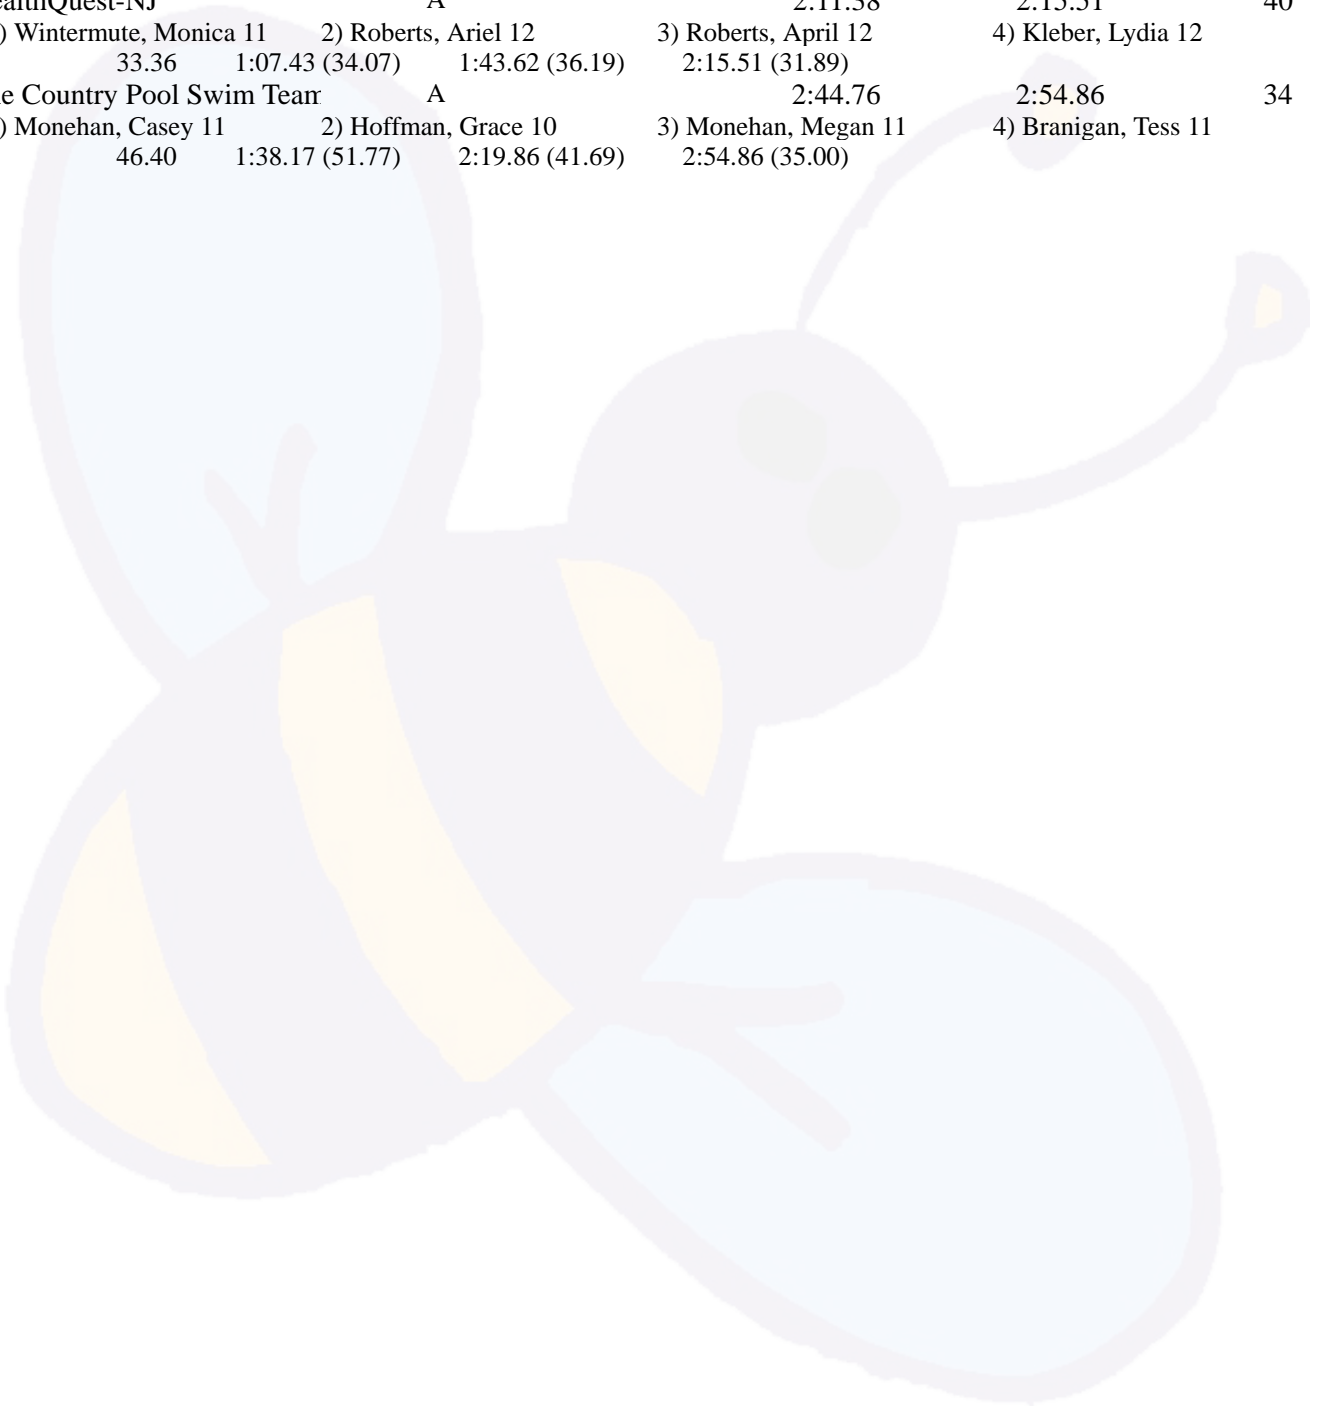 ealthQuest-NJ A 2:11.38 2:15.51 40
) Wintermute, Monica 11 2) Roberts, Ariel 12 3) Roberts, April 12 4) Kleber, Lydia 12
33.36 1:07.43 (34.07) 1:43.62 (36.19) 2:15.51 (31.89)
e Country Pool Swim Team A 2:44.76 2:54.86 34
) Monehan, Casey 11 2) Hoffman, Grace 10 3) Monehan, Megan 11 4) Branigan, Tess 11
46.40 1:38.17 (51.77) 2:19.86 (41.69) 2:54.86 (35.00)